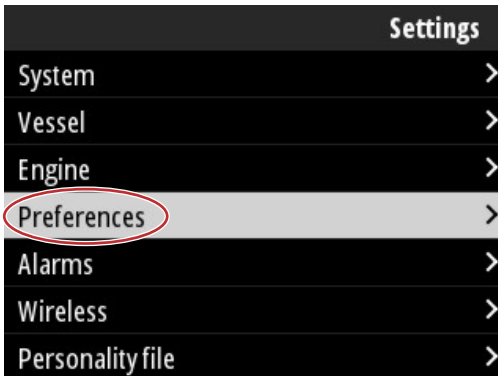 Settings
System
Vessel
Engine
Preferences
Alarms
Wireless
Personality file